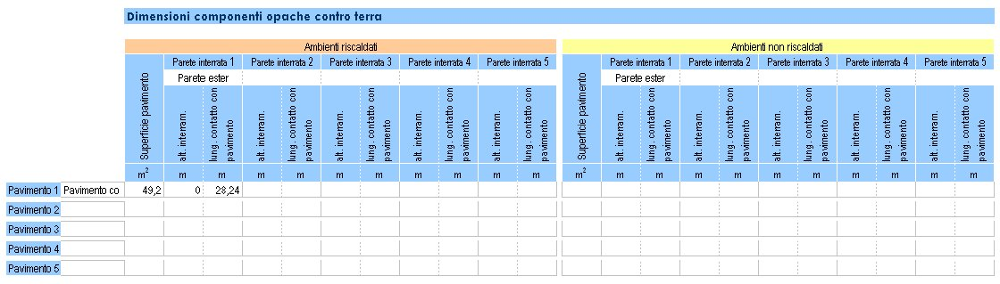 Dimensioni componenti opache contro terra
Ambienti riscaldati Ambienti non riscaldati
Parete interrata 1 Parete interrata 2 Parete interrata 3 Parete interrata 4 Parete interrata 5 Parete interrata 1 Parete interrata 2 Parete interrata 3 Parete interrata 4 Parete interrata 5
Parete ester Parete ester
Superficie pavimento alt. interram. lung. contatto con pavimento alt. interram. lung. contatto con pavimento alt. interram. lung. contatto con pavimento alt. interram. lung. contatto con pavimento alt. interram. lung. contatto con pavimento Superficie pavimento alt. interram. lung. contatto con pavimento alt. interram. lung. contatto con pavimento alt. interram. lung. contatto con pavimento alt. interram. lung. contatto con pavimento alt. interram. lung. contatto con pavimento
m² m m m m m m m m m m m² m m m m m m m m m m
Pavimento 1 Pavimento co 49,2 0 28,24
Pavimento 2
Pavimento 3
Pavimento 4
Pavimento 5